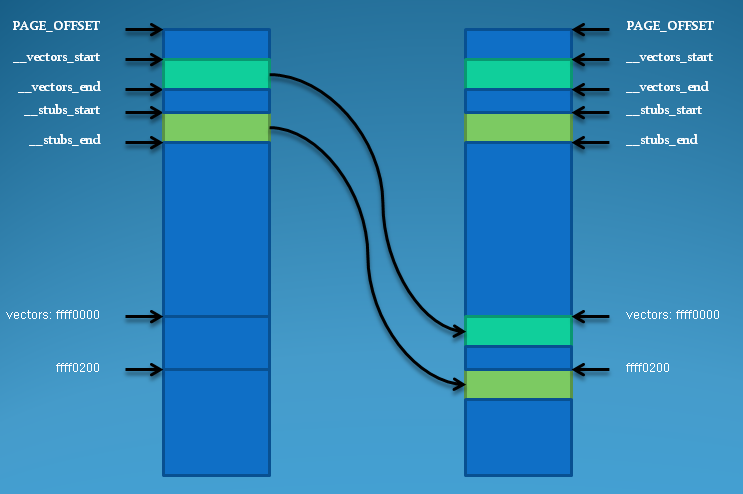 PAGE_OFFSET
__vectors_start
__vectors_end
__stubs_start
__stubs_end
vectors: ffff0000
ffff0200
PAGE_OFFSET
__vectors_start
__vectors_end
__stubs_start
__stubs_end
vectors: ffff0000
ffff0200